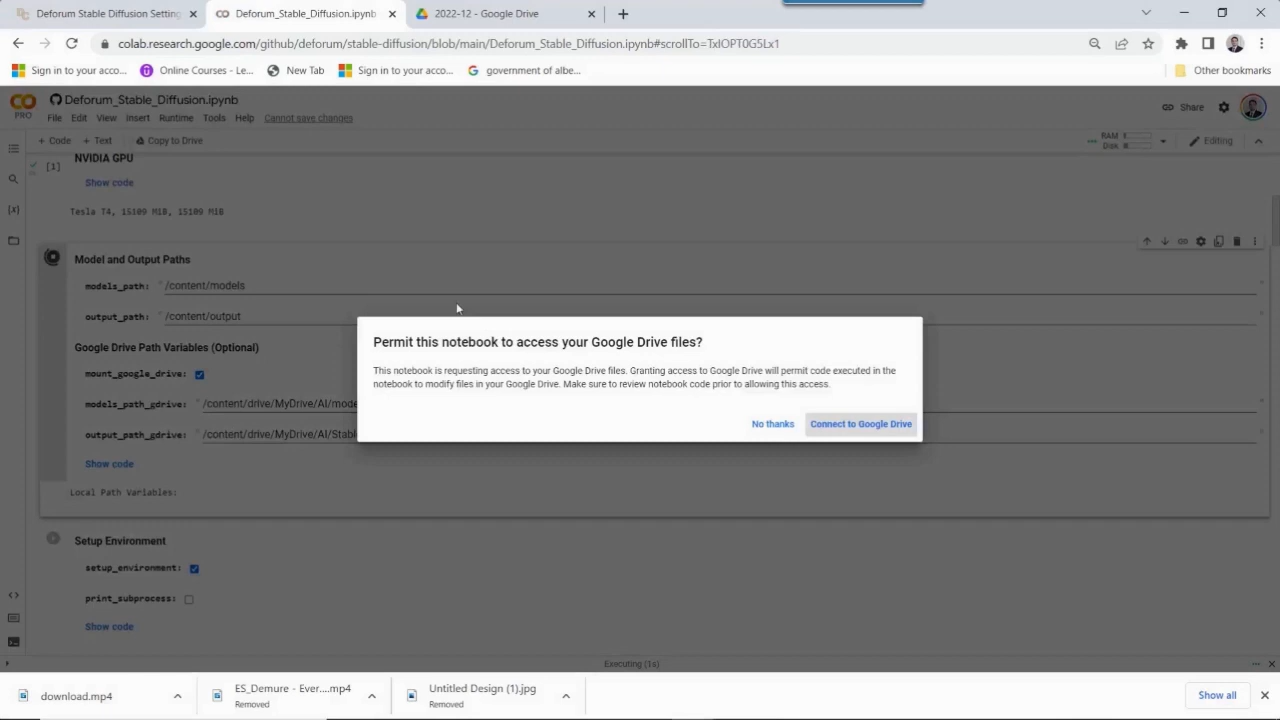 Deforum Stable Diffusion Setting
Deforum_Stable_Diffusion.ipynb
2022-12 - Google Drive
colab.research.google.com/github/deforum/stable-diffusion/blob/main/Deforum_Stable_Diffusion.ipynb#scrollTo=TxIOPT0G5Lx1
Sign in to your acco...
Online Courses - Le...
New Tab
Sign in to your acco...
government of albe...
Other bookmarks
PRO
Deforum_Stable_Diffusion.ipynb
Share
File Edit View Insert Runtime Tools Help Cannot save changes
+ Code + Text Copy to Drive
RAM
Disk
Editing
[1]
NVIDIA GPU
Show code
Tesla T4, 15109 MiB, 15109 MiB
Model and Output Paths
models_path: "/content/models
output_path: "/content/output
Google Drive Path Variables (Optional)
mount_google_drive:
models_path_gdrive: "/content/drive/MyDrive/AI/mode
output_path_gdrive: "/content/drive/MyDrive/AI/Stabl
Show code
Local Path Variables:
Permit this notebook to access your Google Drive files?
This notebook is requesting access to your Google Drive files. Granting access to Google Drive will permit code executed in the
notebook to modify files in your Google Drive. Make sure to review notebook code prior to allowing this access.
No thanks
Connect to Google Drive
Setup Environment
setup_environment:
print_subprocess:
Show code
Executing (1s)
download.mp4
ES_Demure - Ever....mp4
Removed
Untitled Design (1).jpg
Removed
Show all